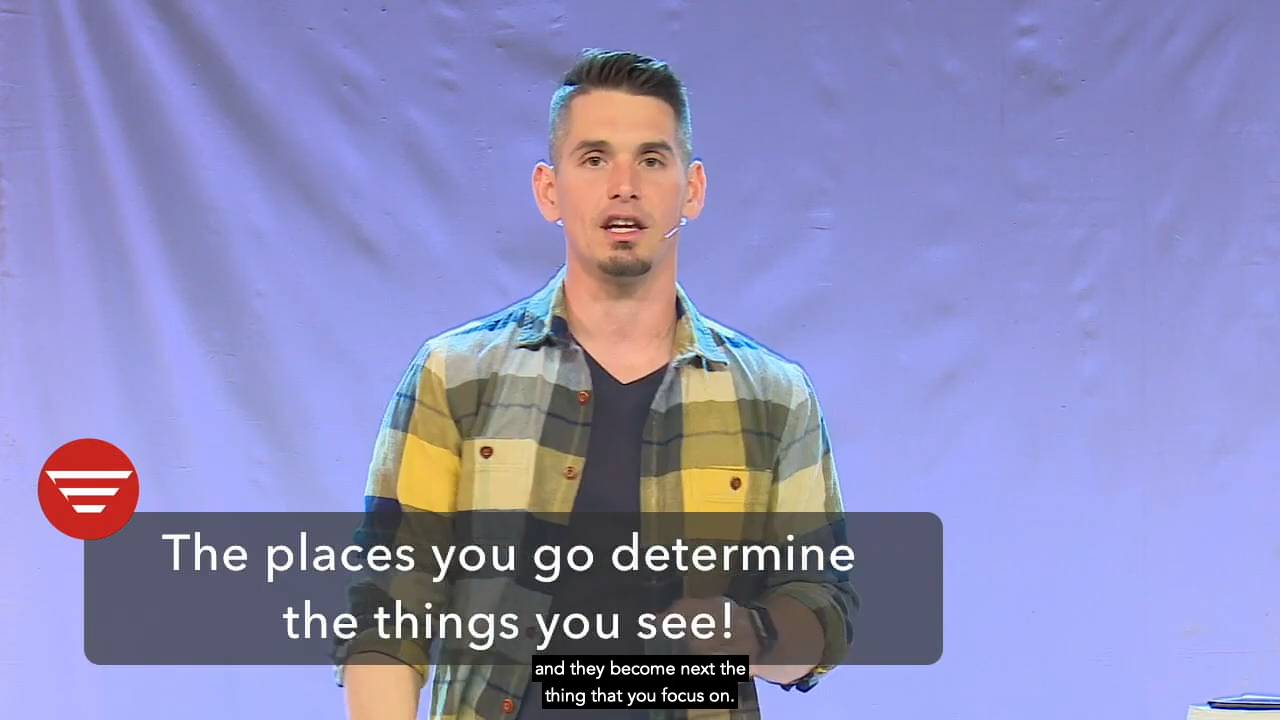 The places you go determine
the things you see!
and they become next the
thing that you focus on.